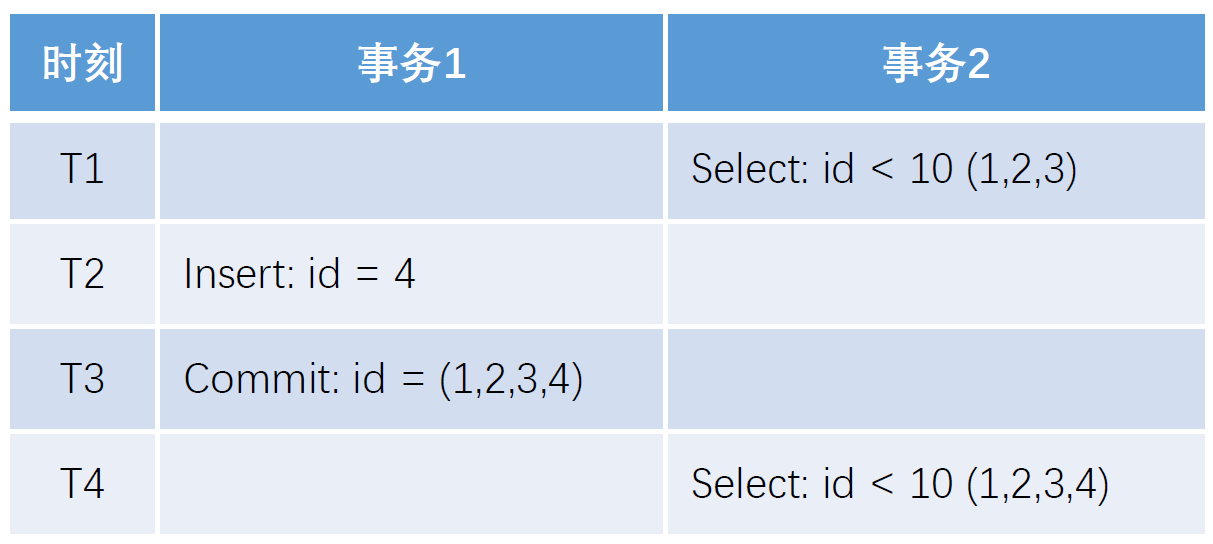 时刻 事务1 事务2
T1 Select: id < 10 (1,2,3)
T2 Insert: id = 4
T3 Commit: id = (1,2,3,4)
T4 Select: id < 10 (1,2,3,4)